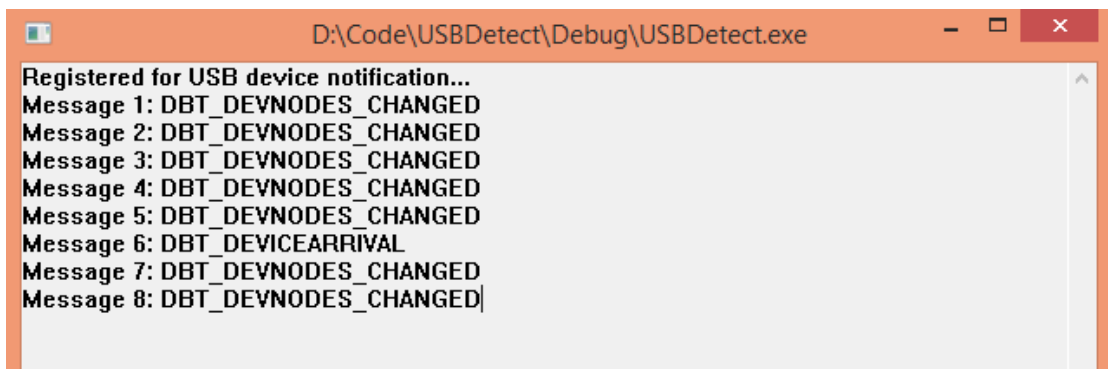 D:\Code\USBDetect\Debug\USBDetect.exe
Registered for USB device notification...
Message 1: DBT_DEVNODES_CHANGED
Message 2: DBT_DEVNODES_CHANGED
Message 3: DBT_DEVNODES_CHANGED
Message 4: DBT_DEVNODES_CHANGED
Message 5: DBT_DEVNODES_CHANGED
Message 6: DBT_DEVICEARRIVAL
Message 7: DBT_DEVNODES_CHANGED
Message 8: DBT_DEVNODES_CHANGED